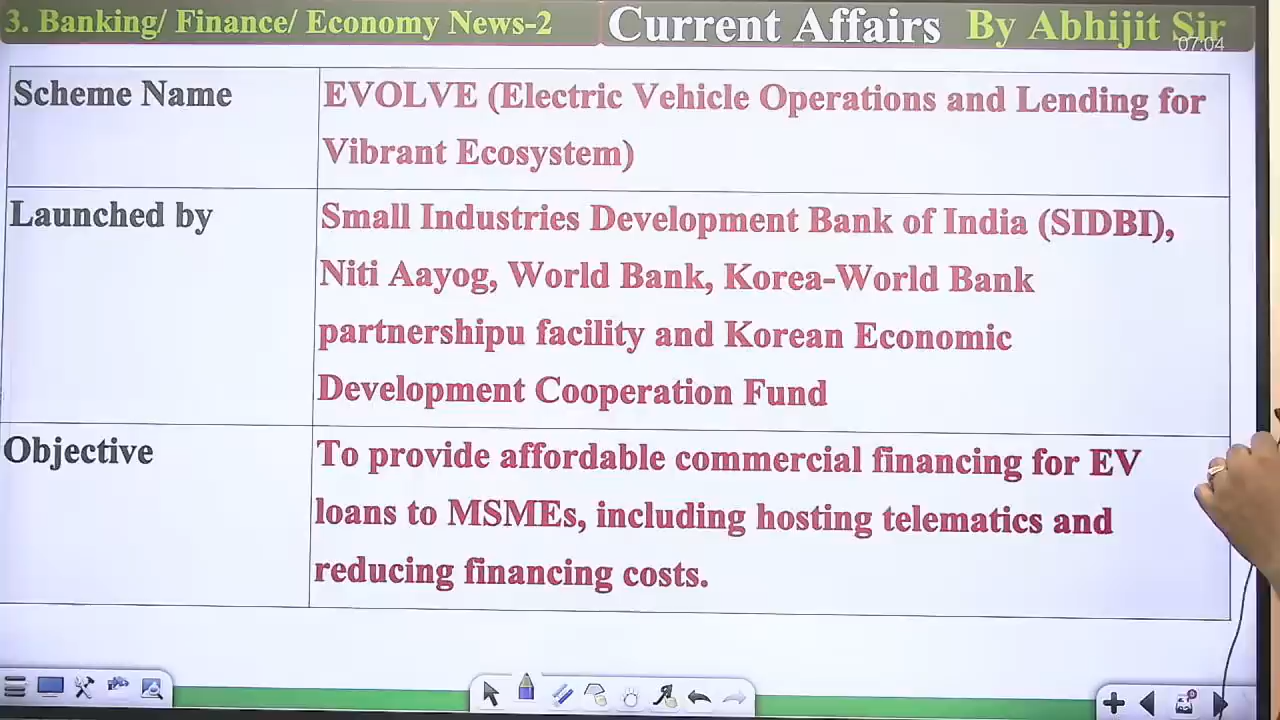 3. Banking/ Finance/ Economy News-2
Current Affairs
By Abhijit Sir
07:04
Scheme Name
EVOLVE (Electric Vehicle Operations and Lending for
Vibrant Ecosystem)
Launched by
Small Industries Development Bank of India (SIDBI),
Niti Aayog, World Bank, Korea-World Bank
partnershipu facility and Korean Economic
Development Cooperation Fund
Objective
To provide affordable commercial financing for EV
loans to MSMEs, including hosting telematics and
reducing financing costs.